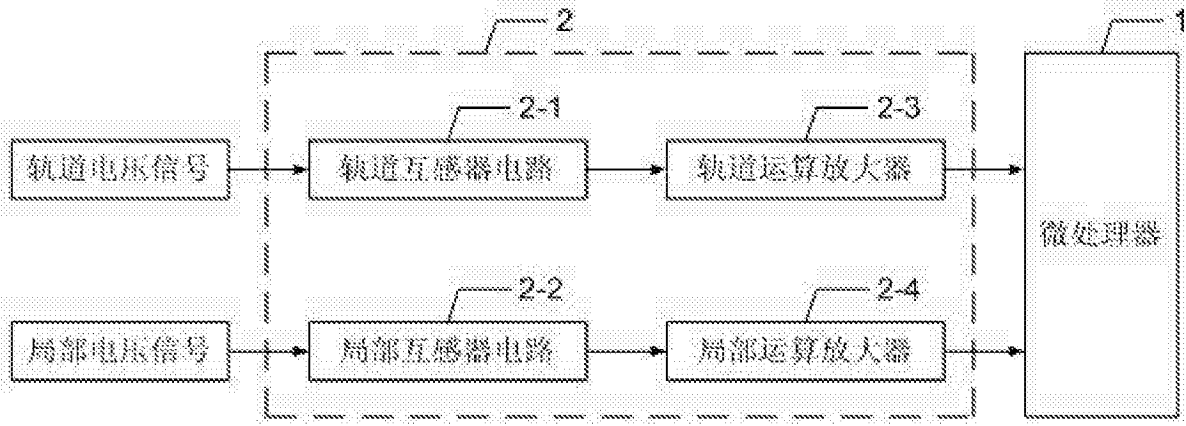 2
1
2-1
2-3
轨道电压信号
轨道互感器电路
轨道运算放大器
微处理器
2-2
2-4
局部电压信号
局部互感器电路
局部运算放大器